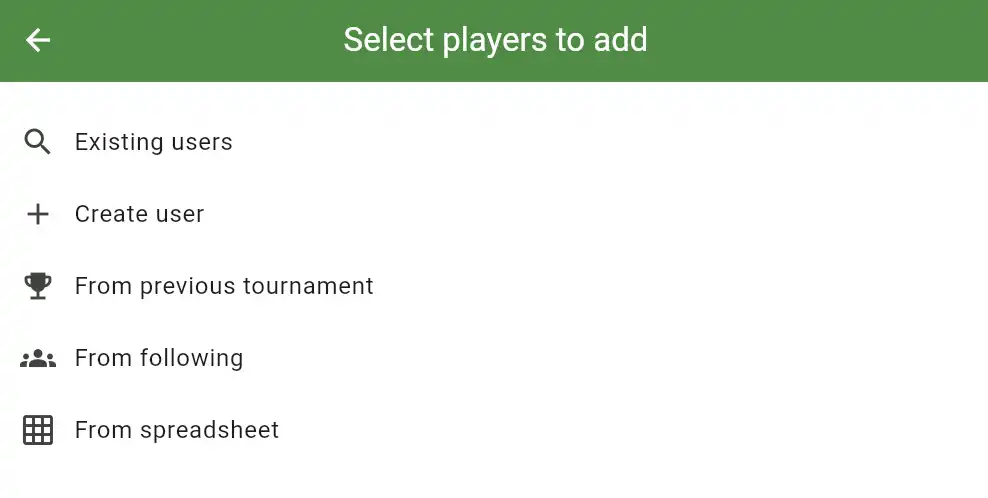 Select players to add
Existing users
Create user
From previous tournament
From following
From spreadsheet